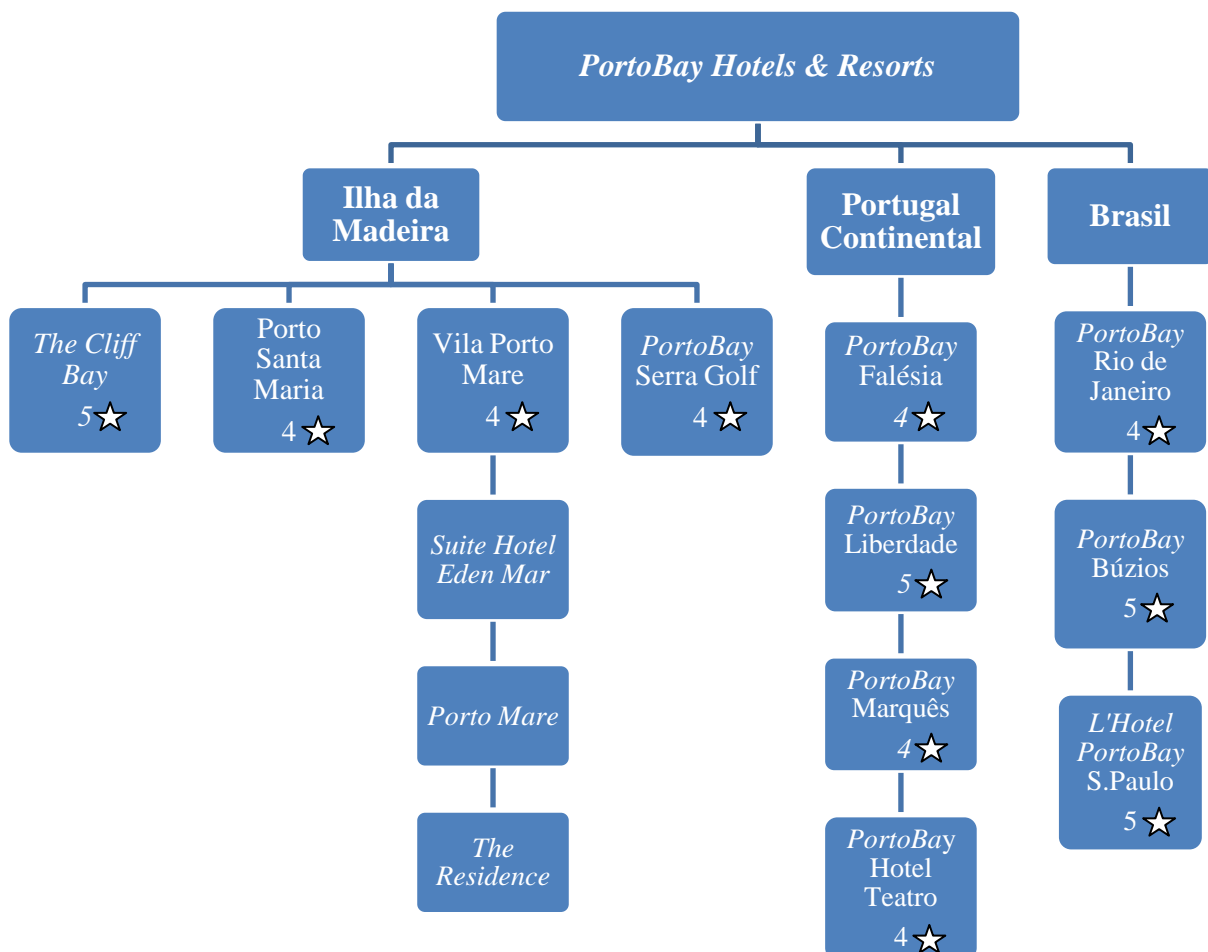 PortoBay Hotels & Resorts
Ilha da
Madeira
Portugal
Continental
Brasil
The Cliff
Bay
5
Porto
Santa
Maria
4
Vila Porto
Mare
4
PortoBay
Serra Golf
4
PortoBay
Falésia
4
PortoBay
Rio de
Janeiro
4
Suite Hotel
Eden Mar
PortoBay
Liberdade
5
PortoBay
Búzios
5
Porto Mare
PortoBay
Marquês
4
L'Hotel
PortoBay
S.Paulo
5
The
Residence
PortoBay
Hotel
Teatro
4